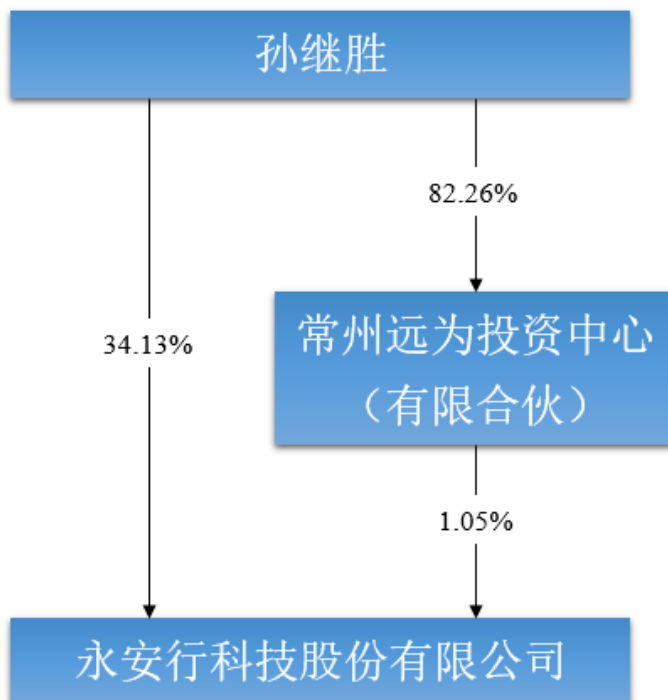 孙继胜
82.26%
34.13%
常州远为投资中心
（有限合伙）
1.05%
永安行科技股份有限公司